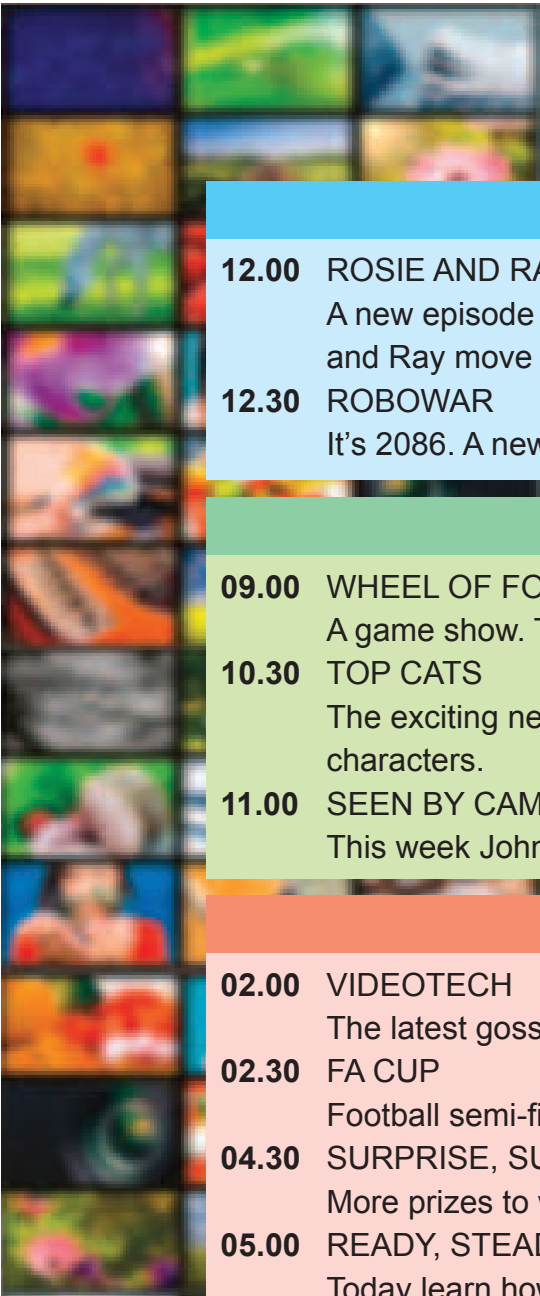 12.00 ROSIE AND RA
A new episode
and Ray move
12.30 ROBOWAR
It's 2086. A new
09.00 WHEEL OF FO
A game show. T
10.30 TOP CATS
The exciting ne
characters.
11.00 SEEN BY CAM
This week John
02.00 VIDEOTECH
The latest goss
02.30 FA CUP
Football semi-fi
04.30 SURPRISE, SU
More prizes to
05.00 READY, STEAD
Today learn how